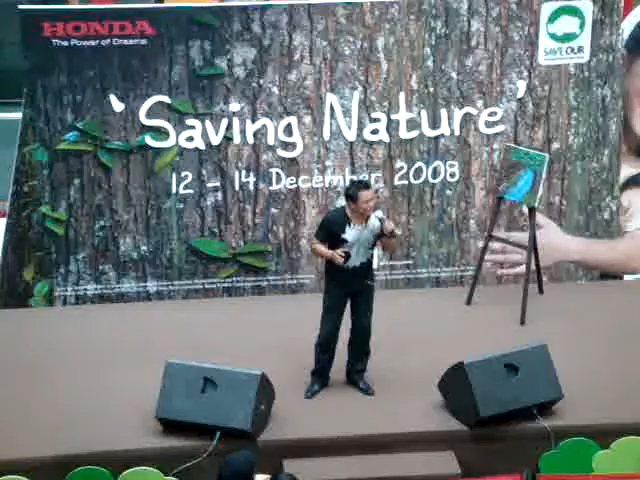 HONDA
The Power of Dreams
SAVE OUR
'Saving Nature'
12 - 14 December 2008